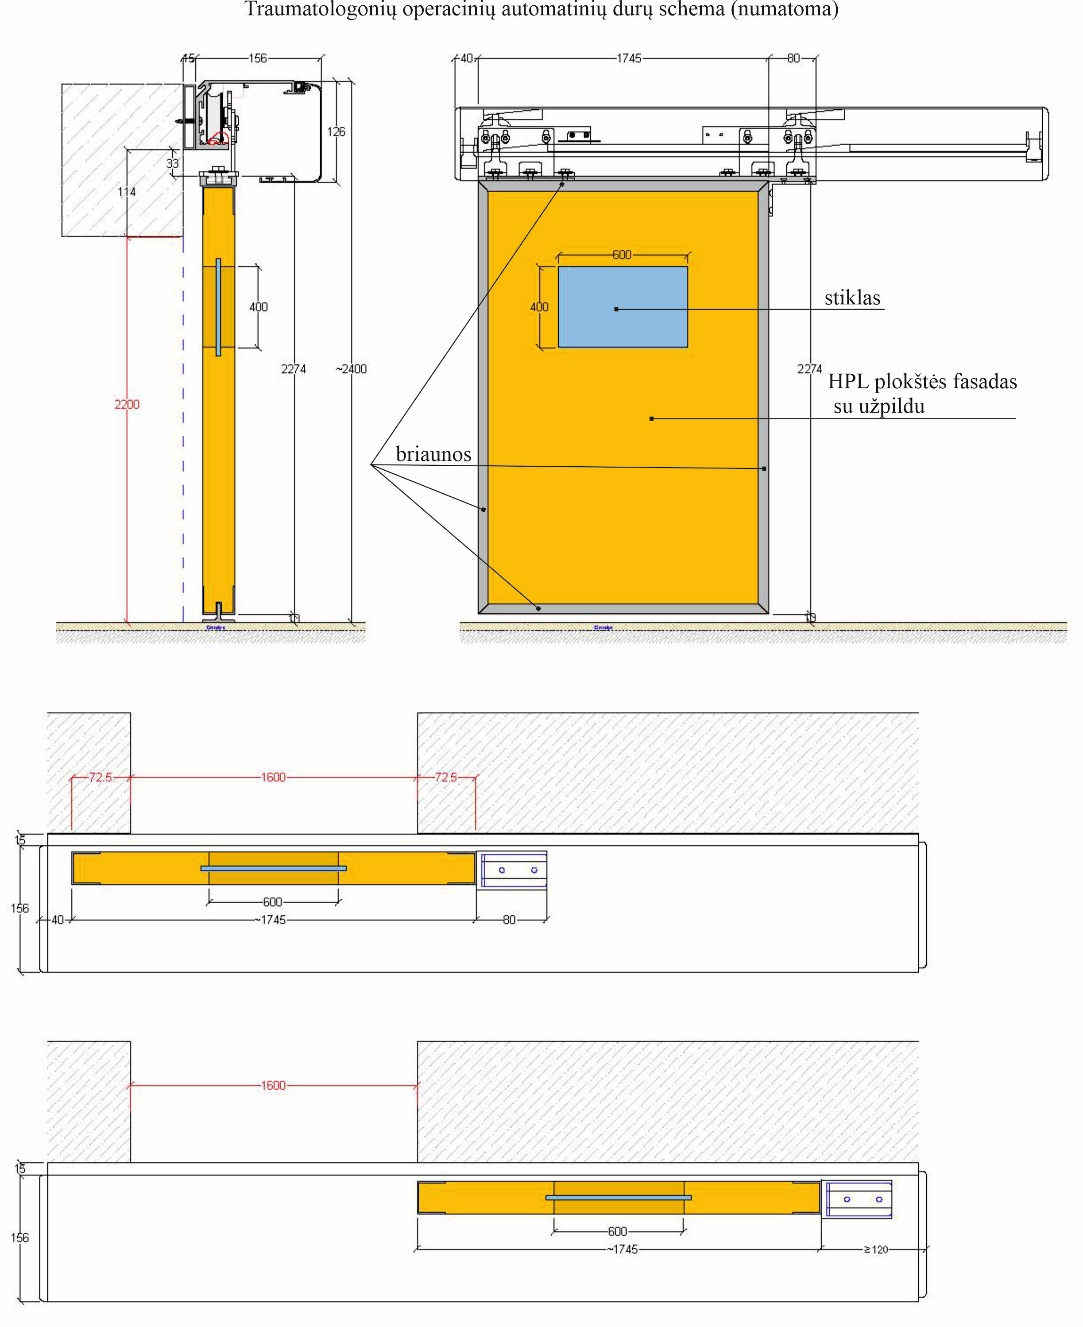 Traumatologonių operacinių automatinių durų schema (numatoma)
15 156
40 1745 80
126
33
114
600
400
400
stiklas
2274
~2400
2274
HPL plokštės fasadas
su užpildu
2200
briaunos
13
13
72.5 1600 72.5
15
600
156
40 ~1745 80
1600
15
600
156
~1745 ≥120